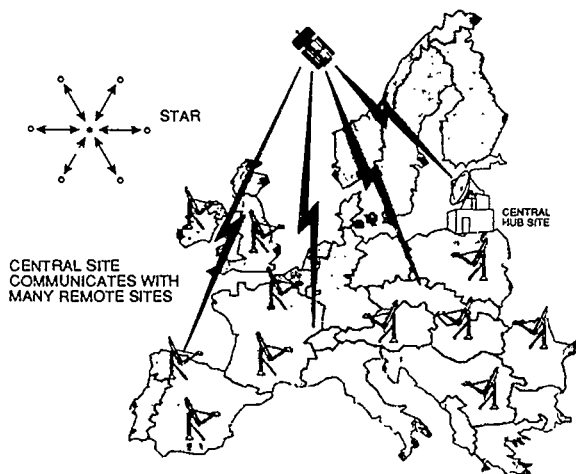 STAR
CENTRAL
HUB SITE
CENTRAL SITE
COMMUNICATES WITH
MANY REMOTE SITES